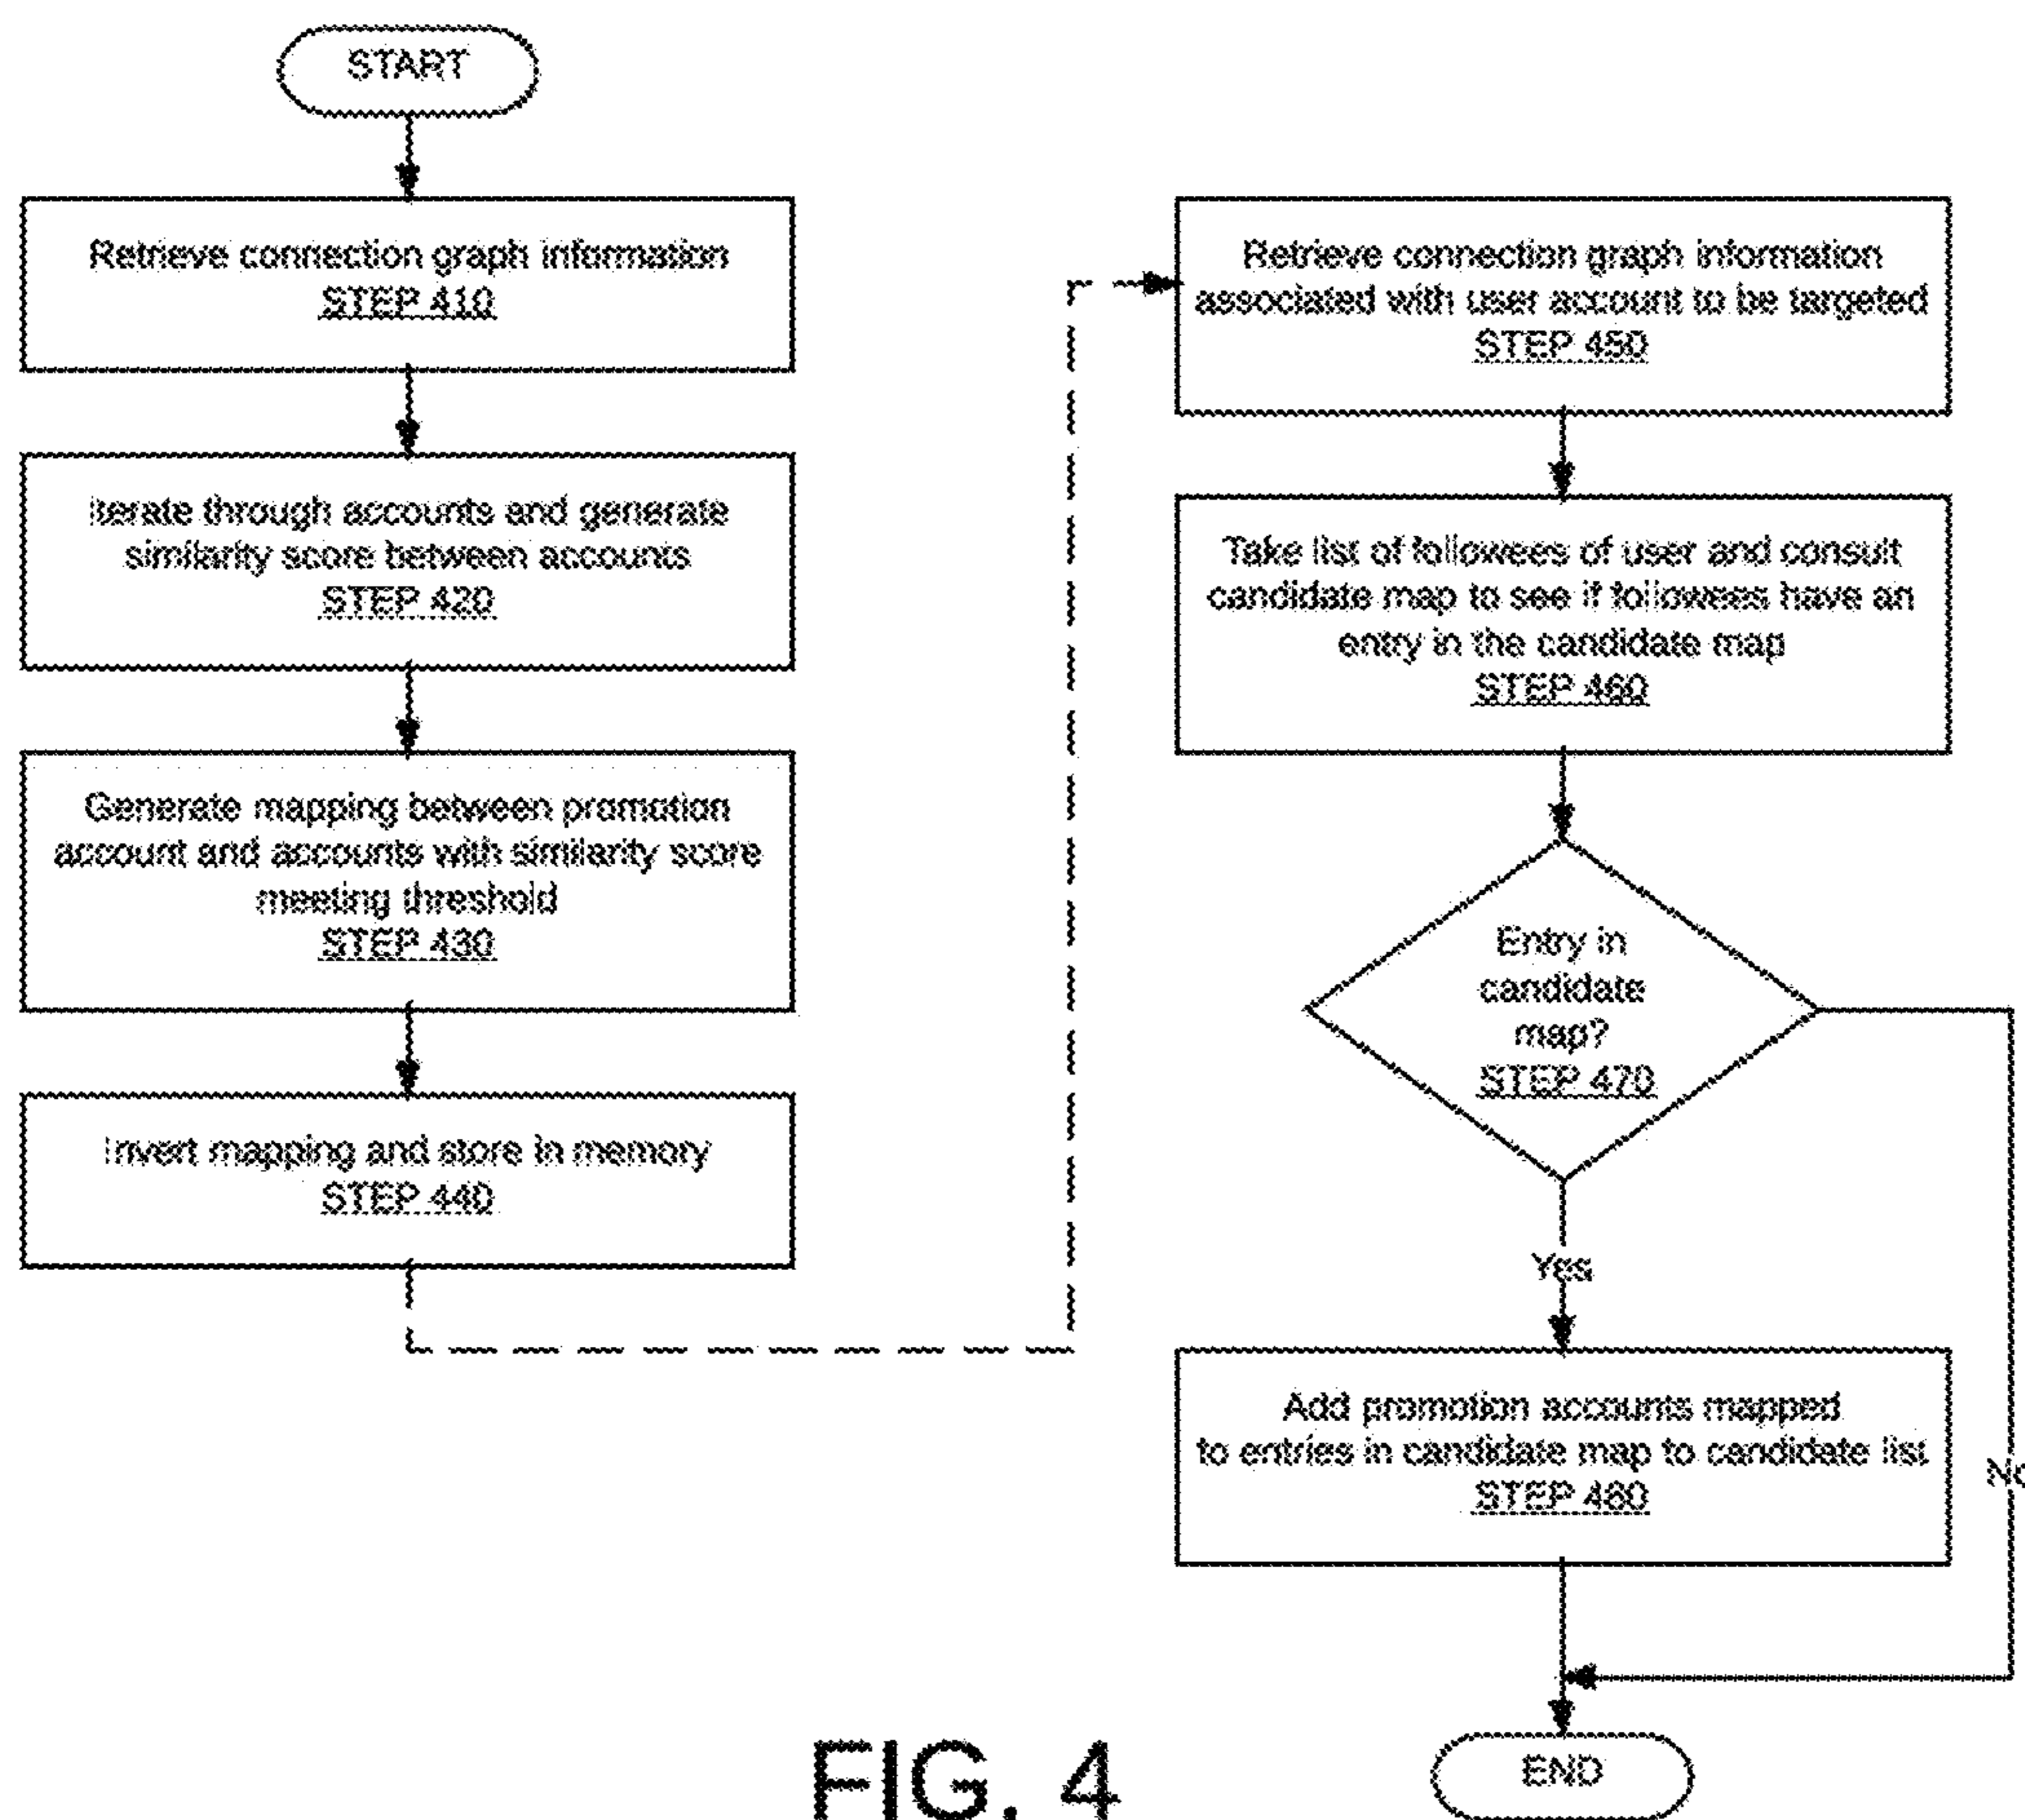 START
Retrieve connection graph information
STEP 410
Iterate through accounts and generate
similarity score between accounts
STEP 420
Generate mapping between promotion
account and accounts with similarity score
meeting threshold
STEP 430
Invert mapping and store in memory
STEP 440
Retrieve connection graph information
associated with user account to be targeted
STEP 450
Take list of followees of user and consult
candidate map to see if followees have an
entry in the candidate map
STEP 460
Entry in
candidate
map?
STEP 470
Yes
No
Add promotion accounts mapped
to entries in candidate map to candidate list
STEP 480
END
FIG. 4